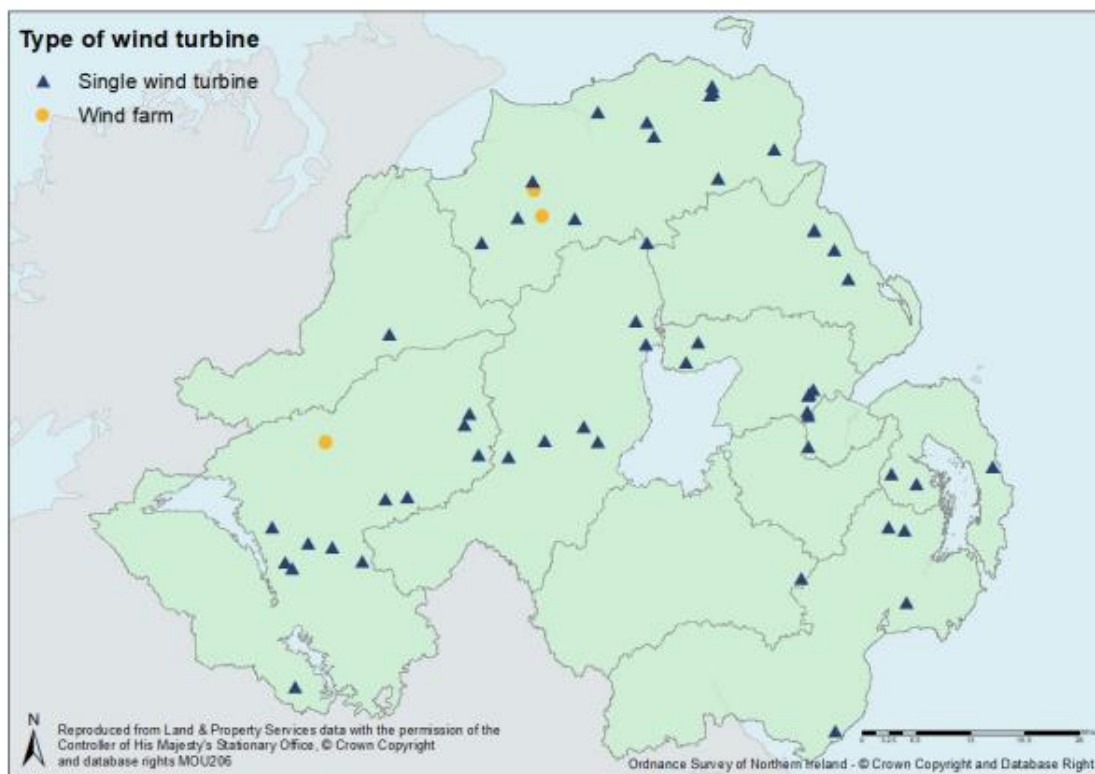 Type of wind turbine
Single wind turbine
Wind farm
N
Reproduced from Land & Property Services data with the permission of the
Controller of His Majesty's Stationary Office, © Crown Copyright
and database rights MOU206
Ordnance Survey of Northern Ireland - © Crown Copyright and Database Right